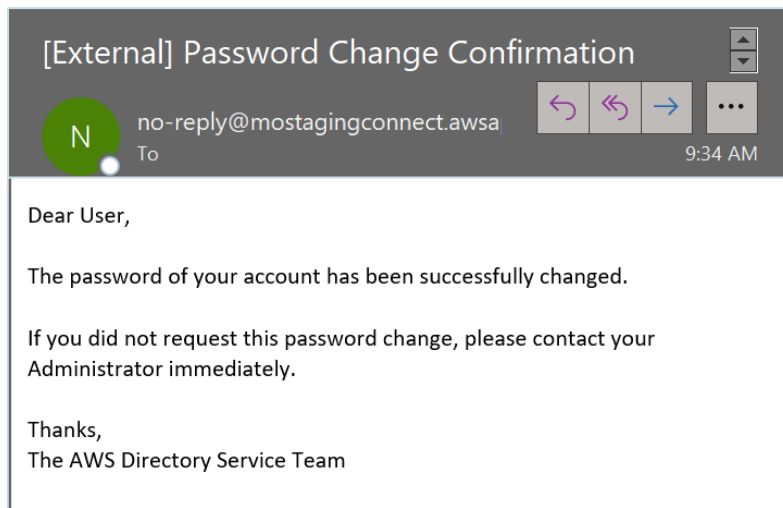 [External] Password Change Confirmation
N
no-reply@mostagingconnect.awsa
To
9:34 AM
Dear User,
The password of your account has been successfully changed.
If you did not request this password change, please contact your
Administrator immediately.
Thanks,
The AWS Directory Service Team